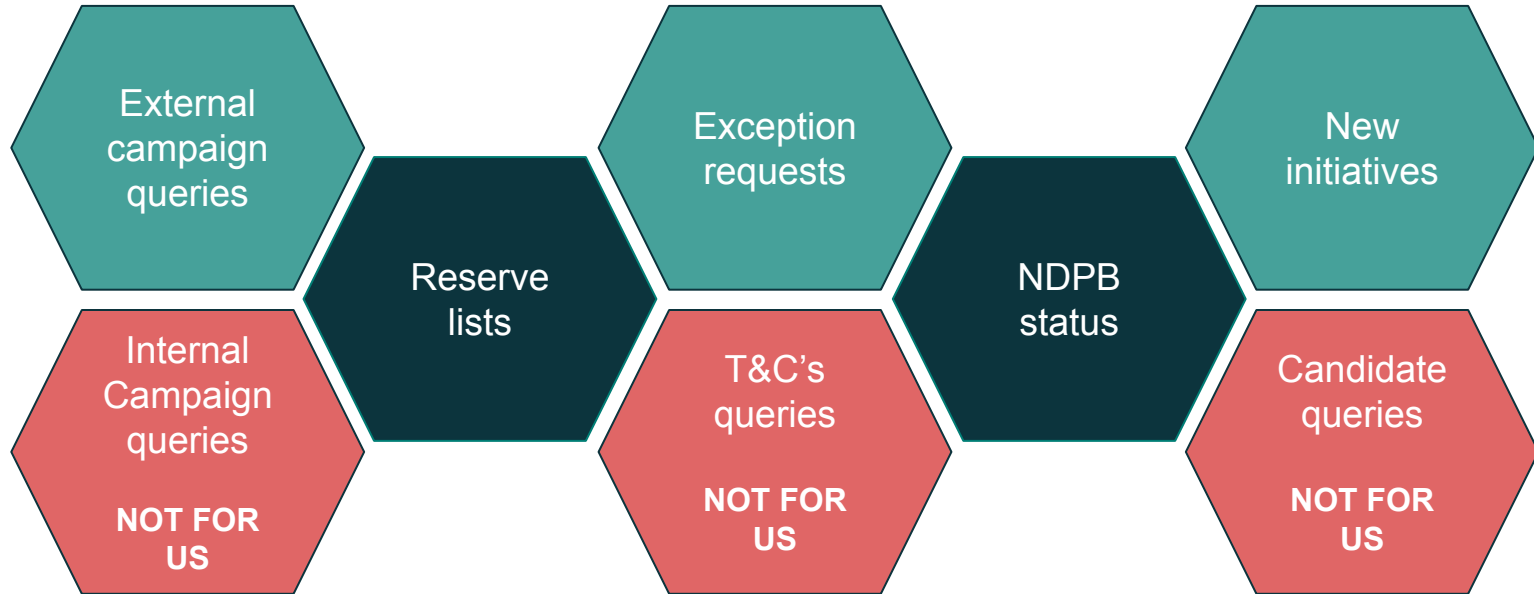 External
campaign
queries
Exception
requests
New
initiatives
Reserve
lists
NDPB
status
Internal
Campaign
queries
NOT FOR
US
T&C’s
queries
NOT FOR
US
Candidate
queries
NOT FOR
US